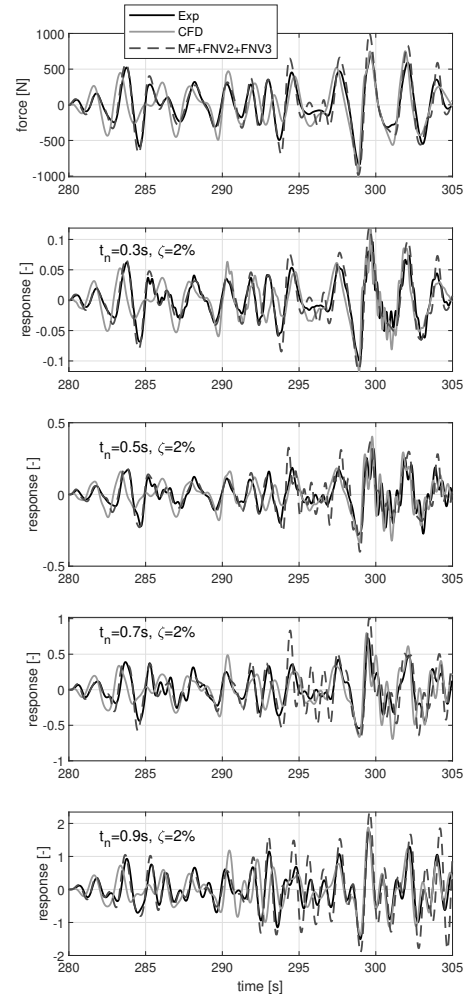 Exp
CFD
MF+FNV2+FNV3
1000
500
0
-500
-1000
force [N]
280 285 290 295 300 305
t_n=0.3s, ζ=2%
0.1
0.05
0
-0.05
-0.1
response [-]
280 285 290 295 300 305
t_n=0.5s, ζ=2%
0.5
0
-0.5
response [-]
280 285 290 295 300 305
t_n=0.7s, ζ=2%
1
0.5
0
-0.5
-1
response [-]
280 285 290 295 300 305
t_n=0.9s, ζ=2%
2
1
0
-1
-2
response [-]
280 285 290 295 300 305
time [s]